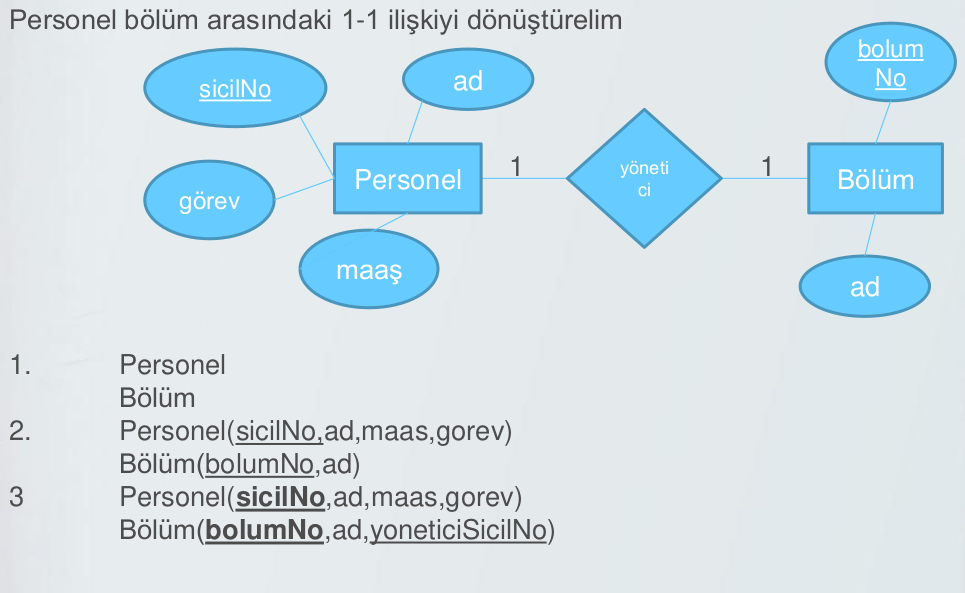 Personel bölüm arasındaki 1-1 ilişkiyi dönüştürelim
sicilNo
ad
bolum
No
görev
Personel
1
yöneti
ci
1
Bölüm
maaş
ad
1. Personel
Bölüm
2. Personel(sicilNo,ad,maas,gorev)
Bölüm(bolumNo,ad)
3 Personel(sicilNo,ad,maas,gorev)
Bölüm(bolumNo,ad,yoneticiSicilNo)